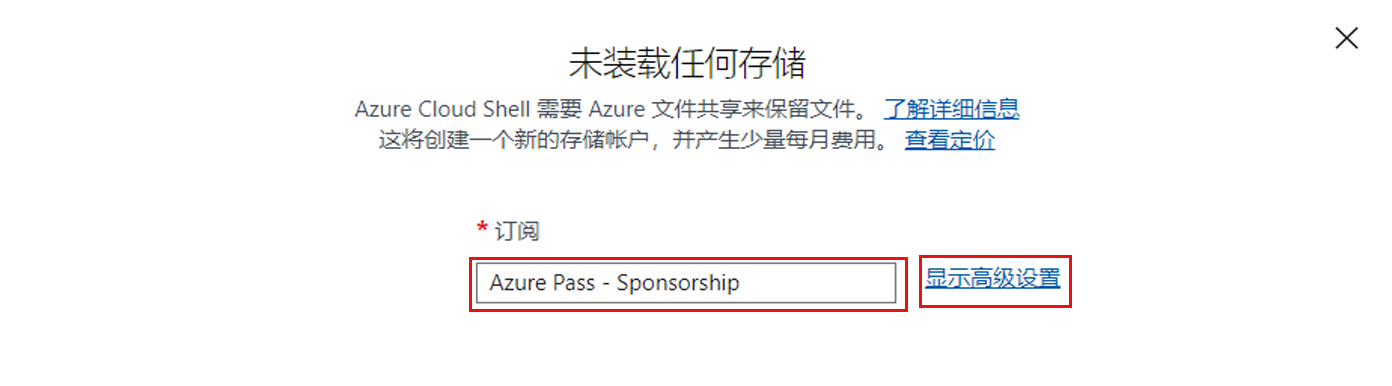 未装载任何存储
Azure Cloud Shell 需要 Azure 文件共享来保留文件。 了解详细信息
这将创建一个新的存储帐户，并产生少量每月费用。 查看定价
* 订阅
Azure Pass - Sponsorship
显示高级设置